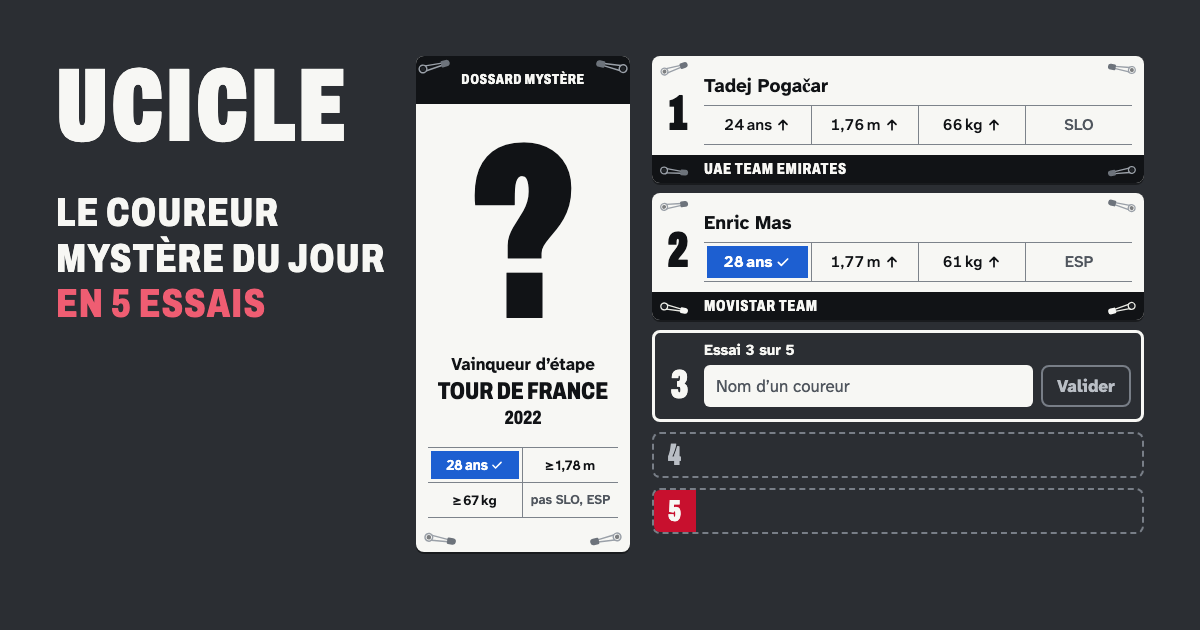 UCICLE
LE COUREUR
MYSTÈRE DU JOUR
EN 5 ESSAIS
DOSSARD MYSTÈRE
?
Vainqueur d’étape
TOUR DE FRANCE
2022
28 ans ✓
≥ 1,78 m
≥ 67 kg
pas SLO, ESP
1
Tadej Pogačar
24 ans ↑
1,76 m ↑
66 kg ↑
SLO
UAE TEAM EMIRATES
2
Enric Mas
28 ans ✓
1,77 m ↑
61 kg ↑
ESP
MOVISTAR TEAM
Essai 3 sur 5
3
Nom d’un coureur
Valider
4
5